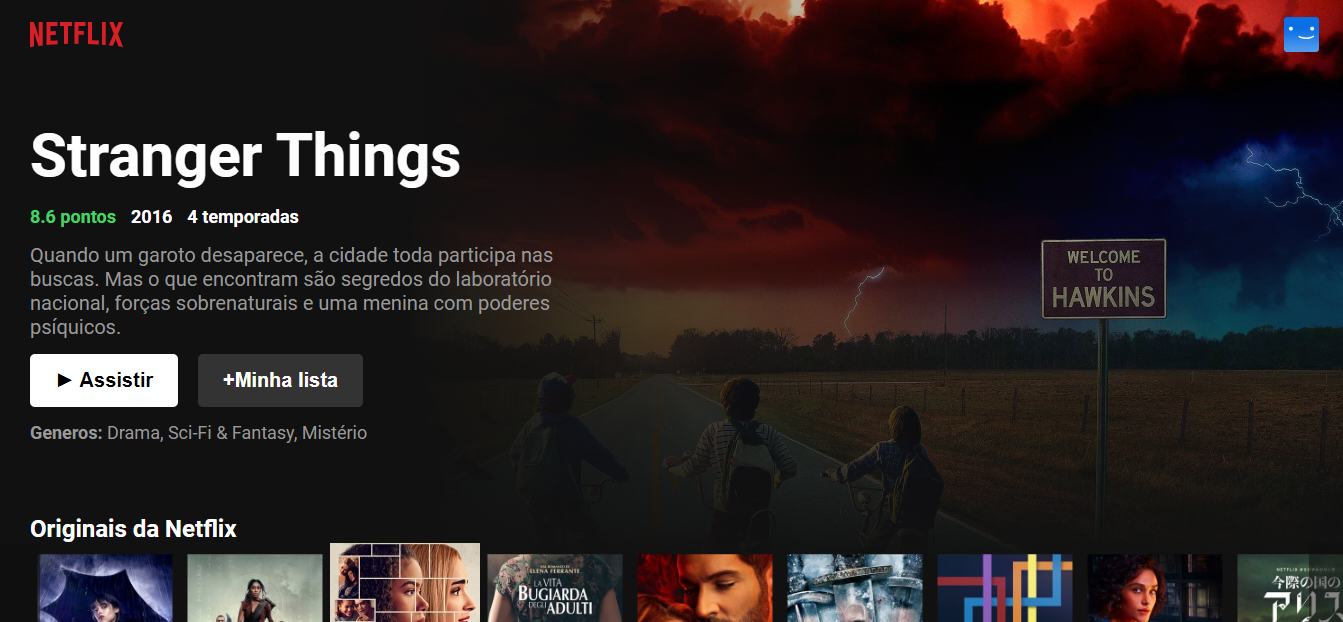 NETFLIX
Stranger Things
8.6 pontos 2016 4 temporadas
Quando um garoto desaparece, a cidade toda participa nas
buscas. Mas o que encontram são segredos do laboratório
nacional, forças sobrenaturais e uma menina com poderes
psíquicos.
► Assistir +Minha lista
Generos: Drama, Sci-Fi & Fantasy, Mistério
WELCOME
TO
HAWKINS
Originais da Netflix
ELENA FERRANTE
LA VITA
BUGIARDA
DEGLI ADULTI
今際の国の
アリス